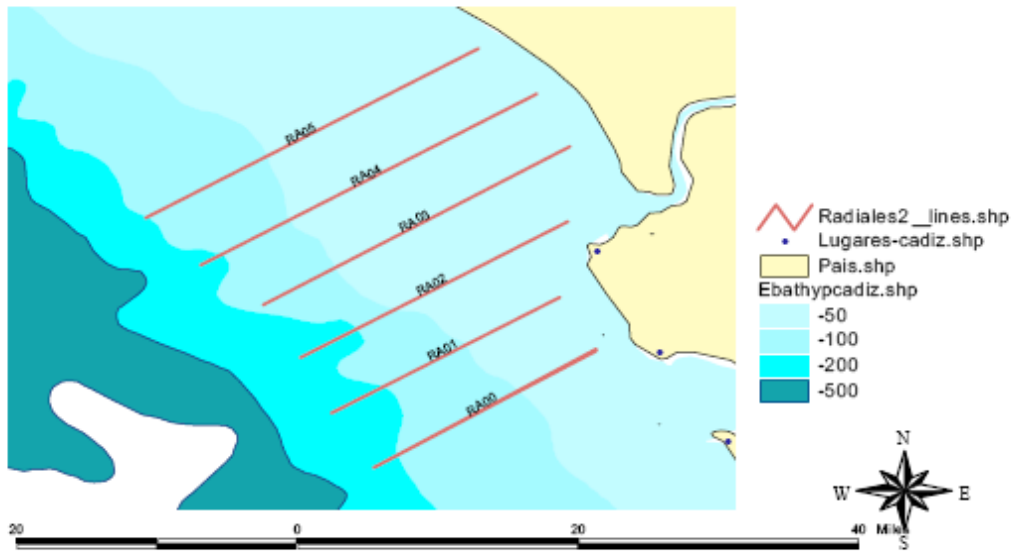 RA05
RA04
RA03
RA02
RA01
RA00
Radiales2__lines.shp
Lugares-cadiz.shp
Pais.shp
Ebathypcadiz.shp
-50
-100
-200
-500
N
W E
S
20 0 20 40 Miles